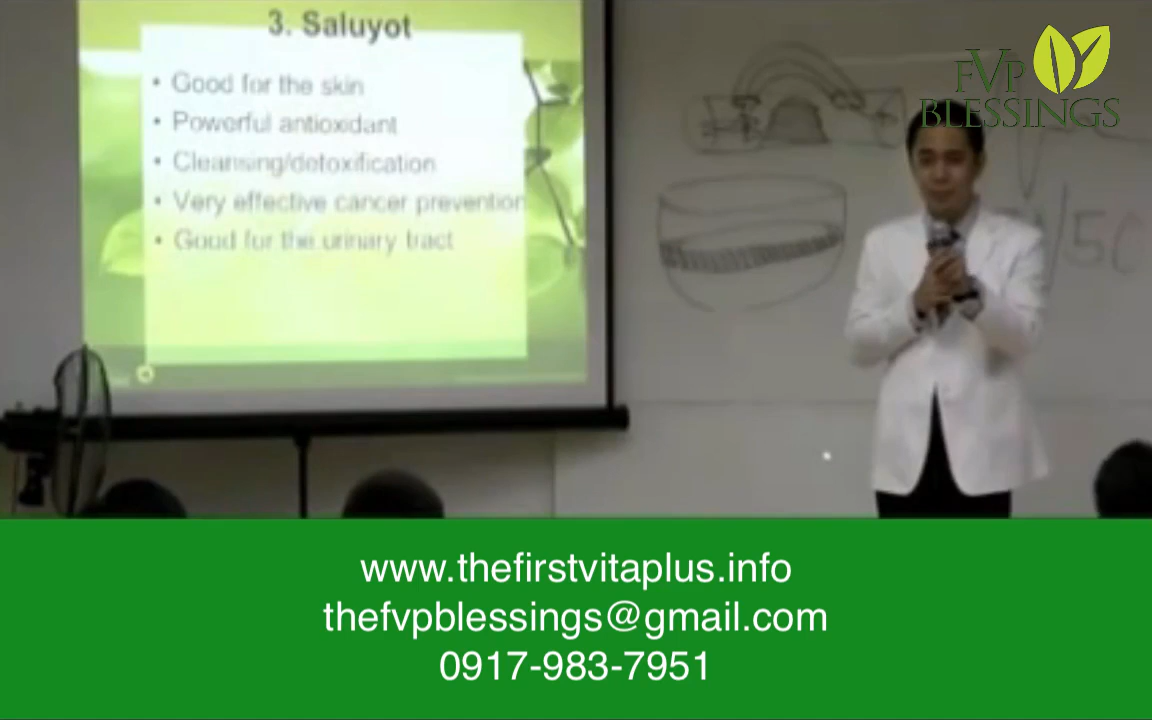 3. Saluyot
• Good for the skin
• Powerful antioxidant
• Cleansing/detoxification
• Very effective cancer prevention
• Good for the urinary tract
FVP
BLESSINGS
www.thefirstvitaplus.info
thefvpblessings@gmail.com
0917-983-7951